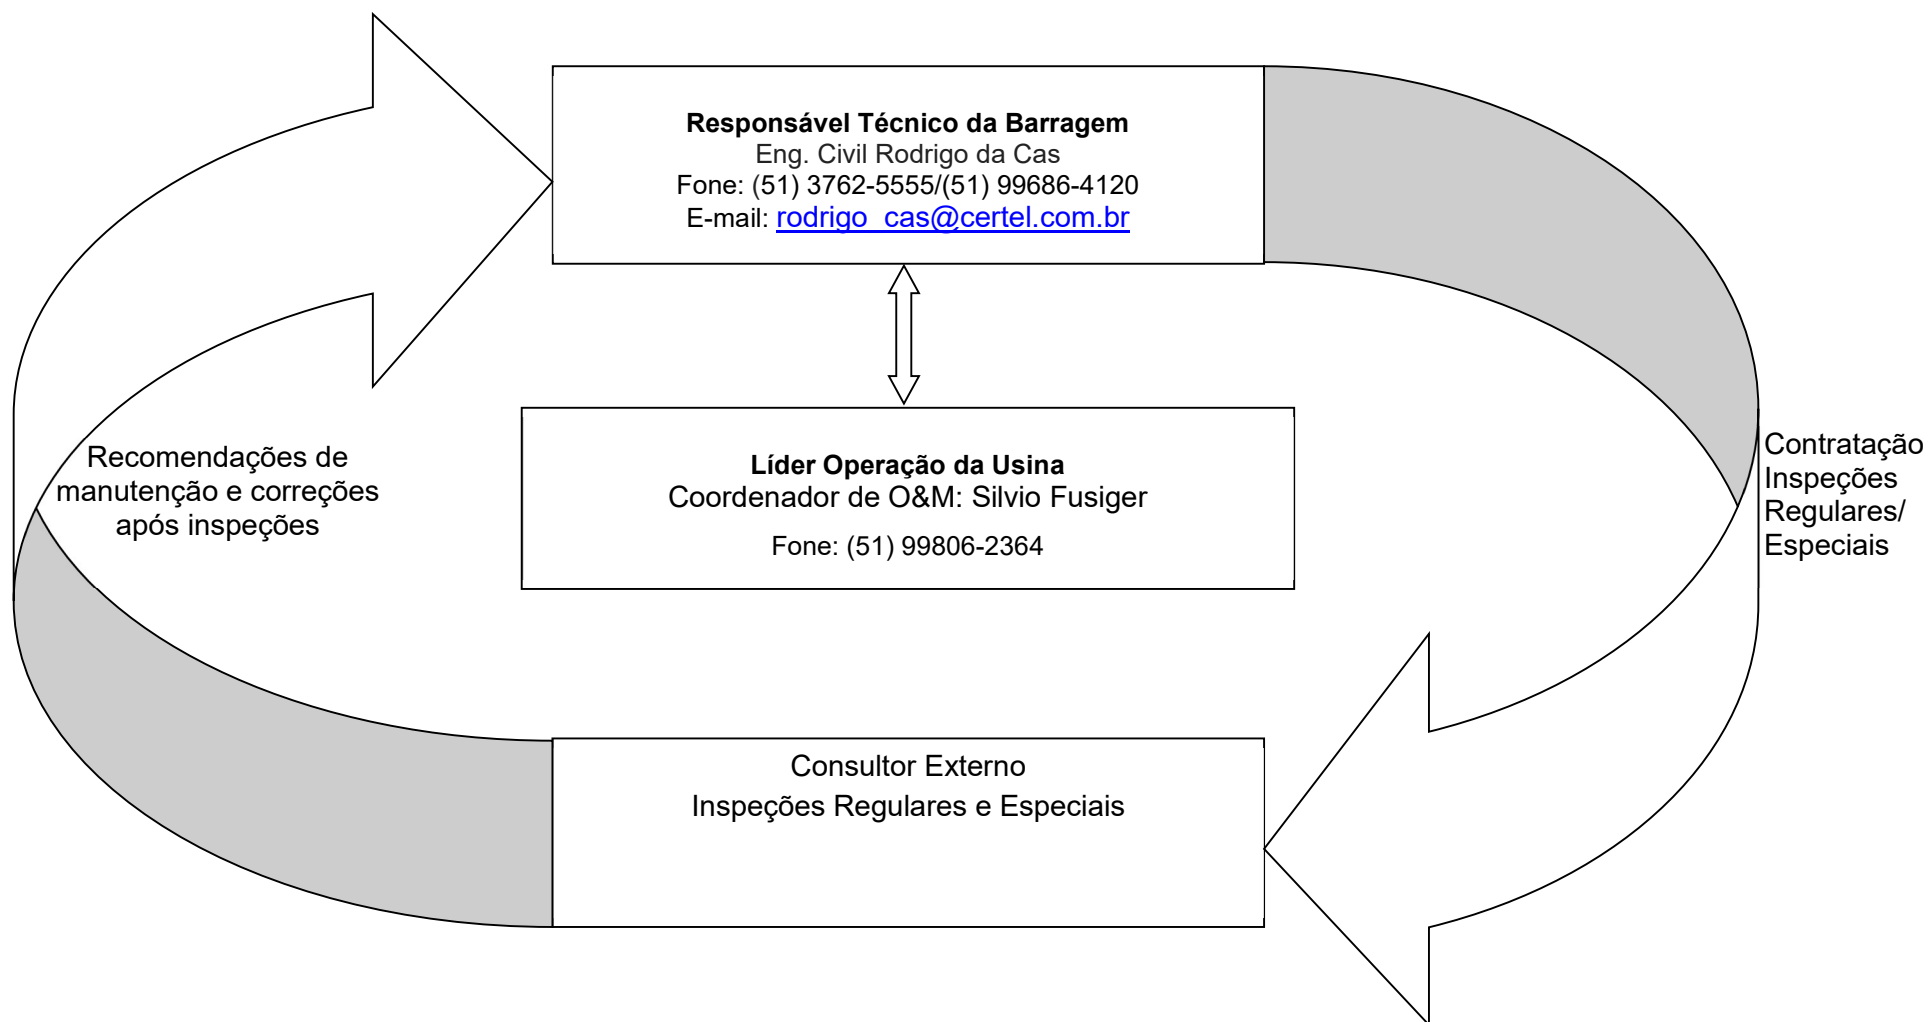 Responsável Técnico da Barragem
Eng. Civil Rodrigo da Cas
Fone: (51) 3762-5555/(51) 99686-4120
E-mail: rodrigo_cas@certel.com.br
Recomendações de
manutenção e correções
após inspeções
Líder Operação da Usina
Coordenador de O&M: Silvio Fusiger
Fone: (51) 99806-2364
Contratação
Inspeções
Regulares/
Especiais
Consultor Externo
Inspeções Regulares e Especiais